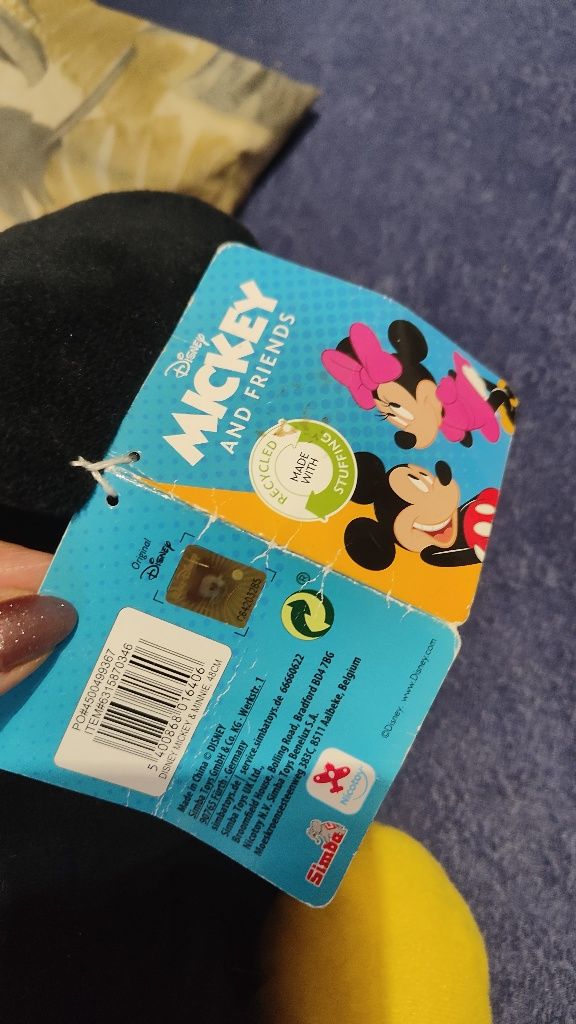 Disney
MICKEY
AND FRIENDS
RECYCLED
MADE
WITH
STUFFING
Original
Disney
C64203285
®
PO#4500499367
ITEM#6315870346
5 400868 016406
DISNEY MICKEY & MINNIE 48CM
Made in China © DISNEY
Simba Toys GmbH & Co. KG · Werkstr. 1
90765 Fürth, Germany
simbatoys.de / service.simbatoys.de 66660622
Simba Toys UK Ltd.,
Broomfield House, Bolling Road, Bradford BD4 7BG
Nicotoy N.V. Simba Toys Benelux S.A.
Moeskroensesteenweg 383C, 8511 Aalbeke, Belgium
Nicotoy
Simba
©Disney. www.Disney.com